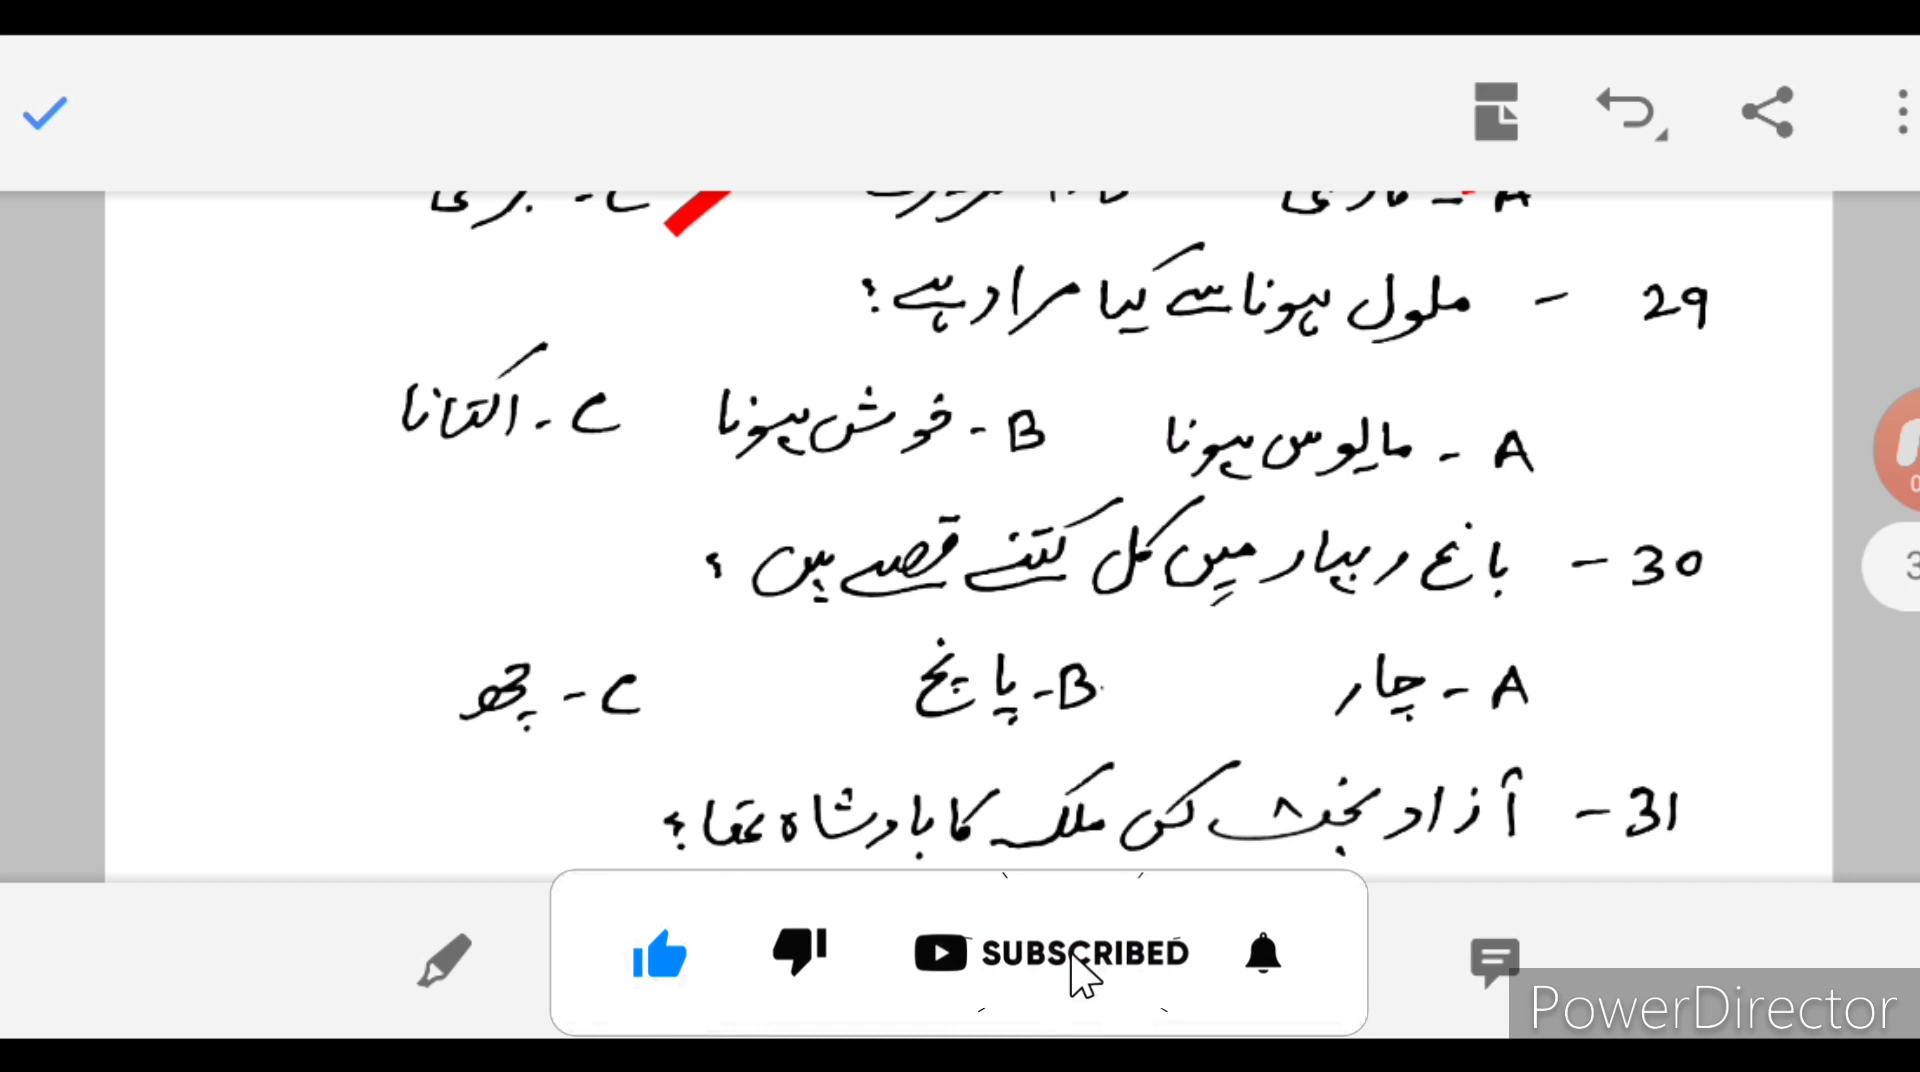 29 - ملول ہونا سے کیا مراد ہے؟
A - مایوس ہونا B - خوش ہونا C - اکتانا
30 - باغ و بہار میں کل کتنے قصے ہیں؟
A - چار B - پانچ C - چھ
31 - آزاد بخت کس ملک کا بادشاہ تھا؟
SUBSCRIBED
PowerDirector